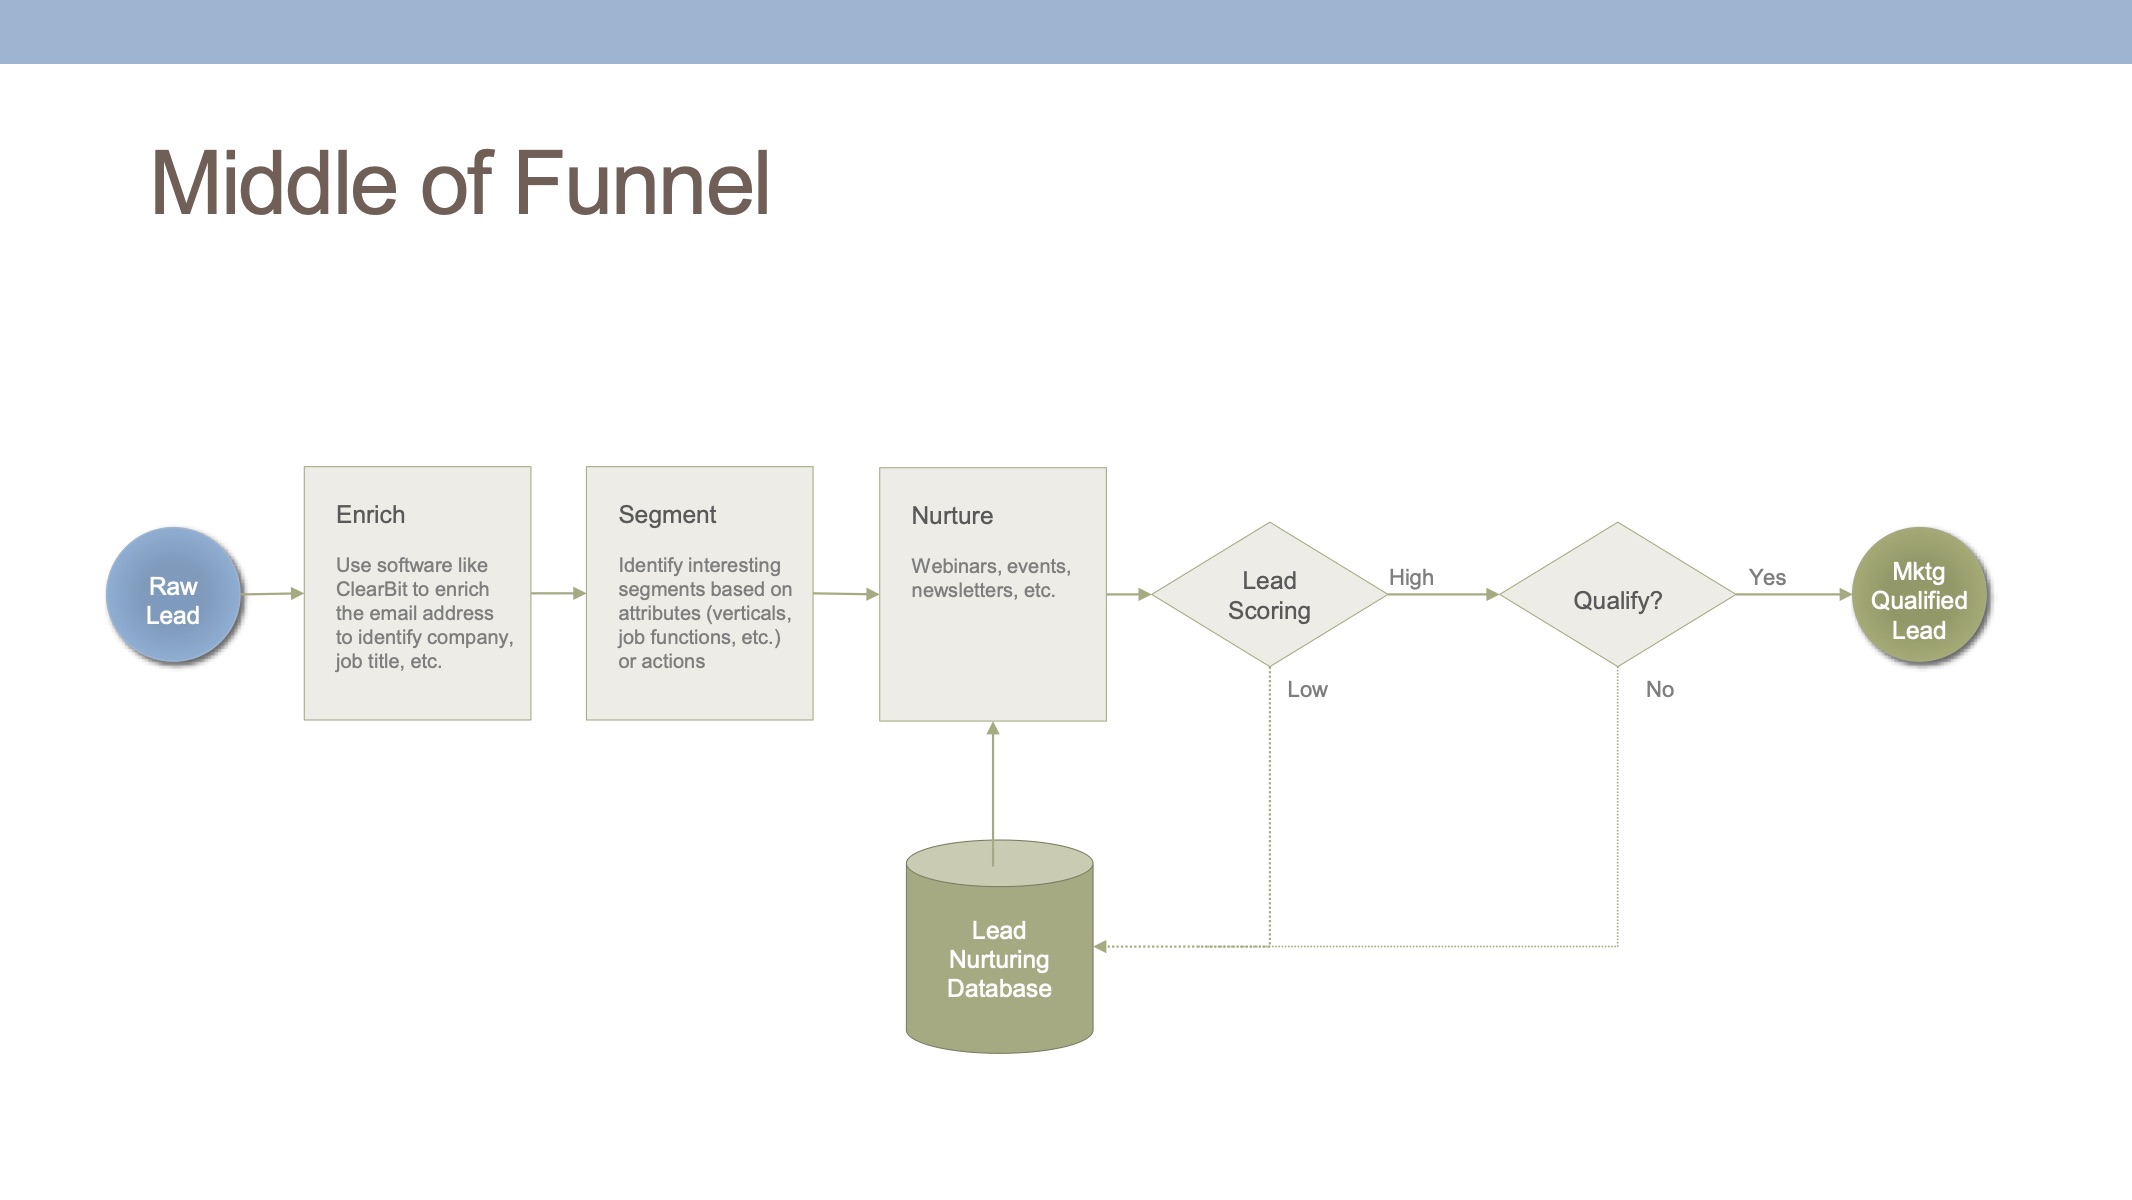 Middle of Funnel
Raw
Lead
Enrich
Use software like
ClearBit to enrich
the email address
to identify company,
job title, etc.
Segment
Identify interesting
segments based on
attributes (verticals,
job functions, etc.)
or actions
Nurture
Webinars, events,
newsletters, etc.
Lead
Scoring
High
Low
Qualify?
Yes
No
Mktg
Qualified
Lead
Lead
Nurturing
Database